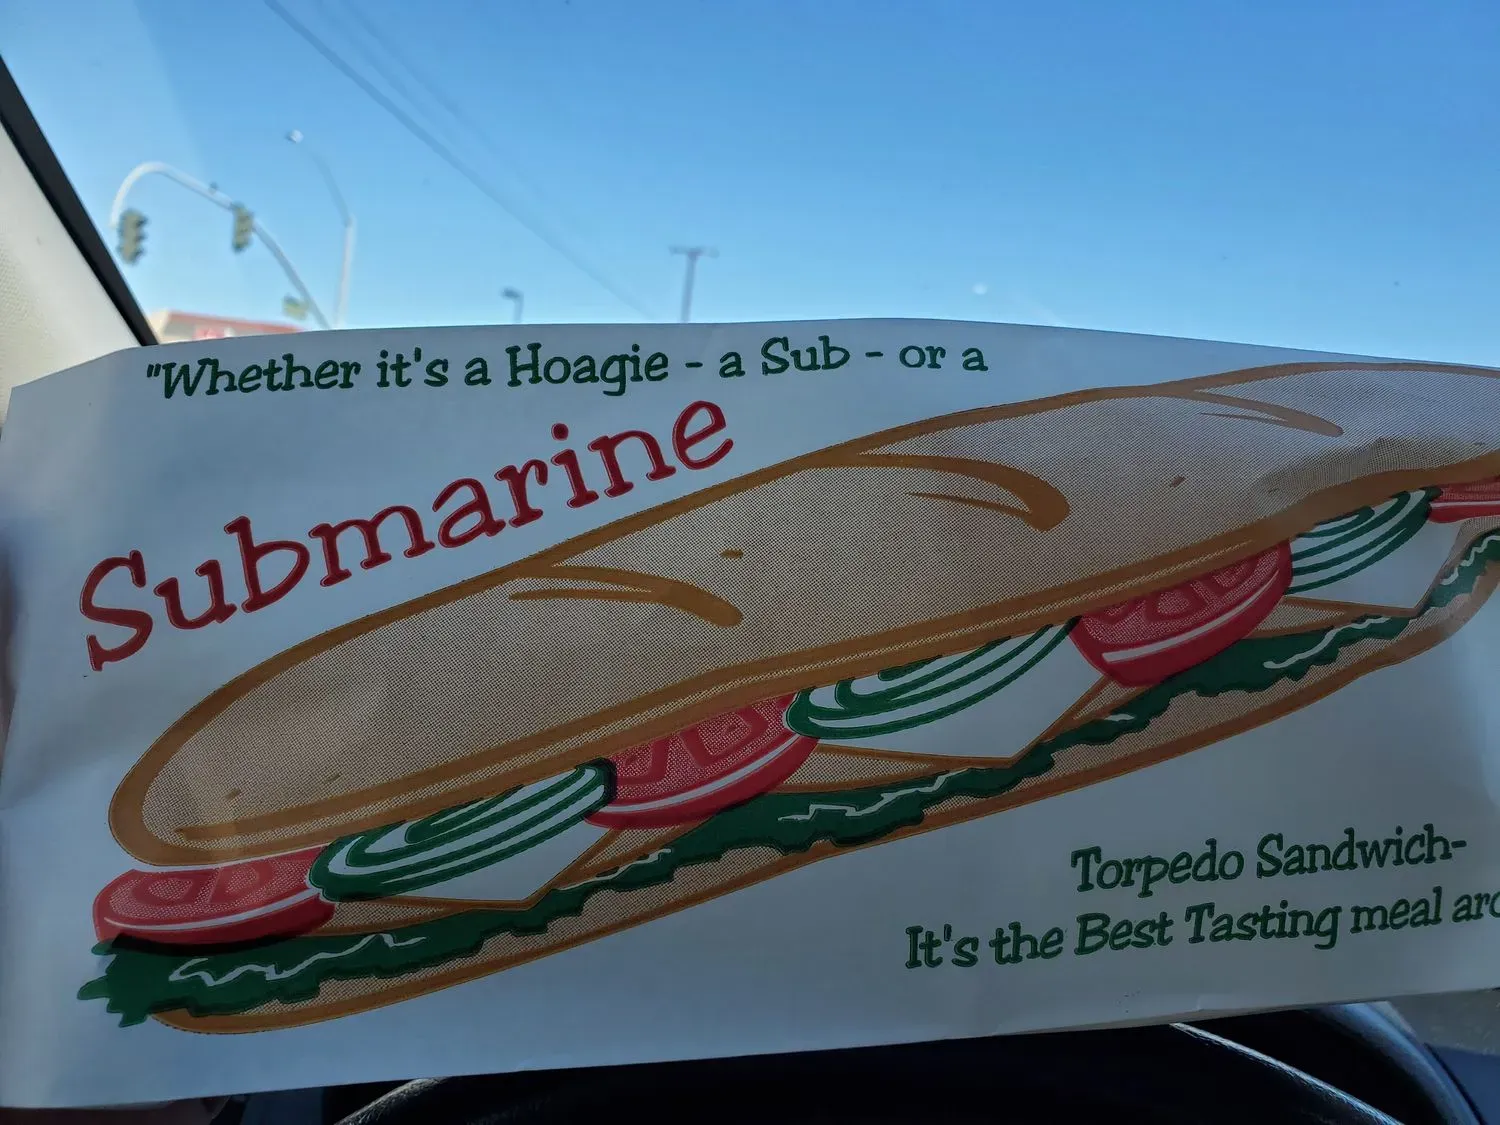 "Whether it's a Hoagie - a Sub - or a
Submarine
Torpedo Sandwich-
It's the Best Tasting meal